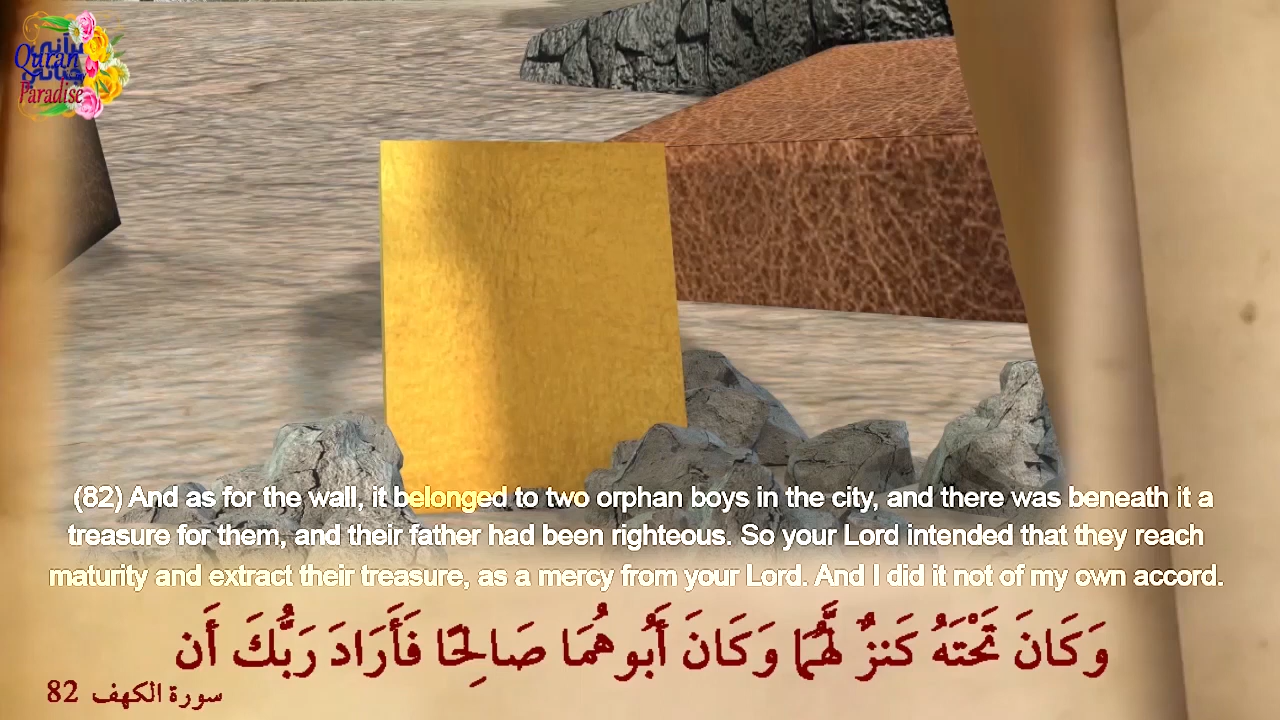 Quran
Paradise
(82) And as for the wall, it belonged to two orphan boys in the city, and there was beneath it a
treasure for them, and their father had been righteous. So your Lord intended that they reach
maturity and extract their treasure, as a mercy from your Lord. And I did it not of my own accord.
وَكَانَ تَحْتَهُ كَنزٌ لَّهُمَا وَكَانَ أَبُوهُمَا صَالِحًا فَأَرَادَ رَبُّكَ أَن
سورة الكهف 82